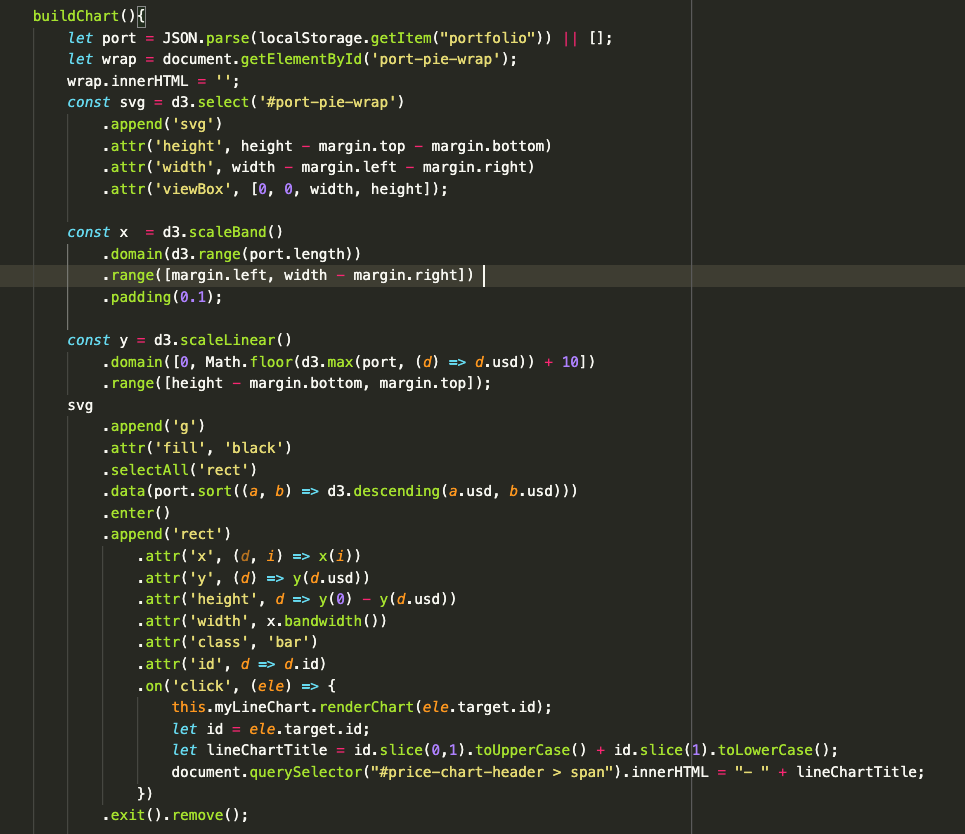 buildChart(){
    let port = JSON.parse(localStorage.getItem("portfolio")) || [];
    let wrap = document.getElementById('port-pie-wrap');
    wrap.innerHTML = '';
    const svg = d3.select('#port-pie-wrap')
        .append('svg')
        .attr('height', height - margin.top - margin.bottom)
        .attr('width', width - margin.left - margin.right)
        .attr('viewBox', [0, 0, width, height]);

    const x  = d3.scaleBand()
        .domain(d3.range(port.length))
        .range([margin.left, width - margin.right])
        .padding(0.1);

    const y = d3.scaleLinear()
        .domain([0, Math.floor(d3.max(port, (d) => d.usd)) + 10])
        .range([height - margin.bottom, margin.top]);
    svg
        .append('g')
        .attr('fill', 'black')
        .selectAll('rect')
        .data(port.sort((a, b) => d3.descending(a.usd, b.usd)))
        .enter()
        .append('rect')
            .attr('x', (d, i) => x(i))
            .attr('y', (d) => y(d.usd))
            .attr('height', d => y(0) - y(d.usd))
            .attr('width', x.bandwidth())
            .attr('class', 'bar')
            .attr('id', d => d.id)
            .on('click', (ele) => {
                this.myLineChart.renderChart(ele.target.id);
                let id = ele.target.id;
                let lineChartTitle = id.slice(0,1).toUpperCase() + id.slice(1).toLowerCase();
                document.querySelector("#price-chart-header > span").innerHTML = "- " + lineChartTitle;
            })
        .exit().remove();